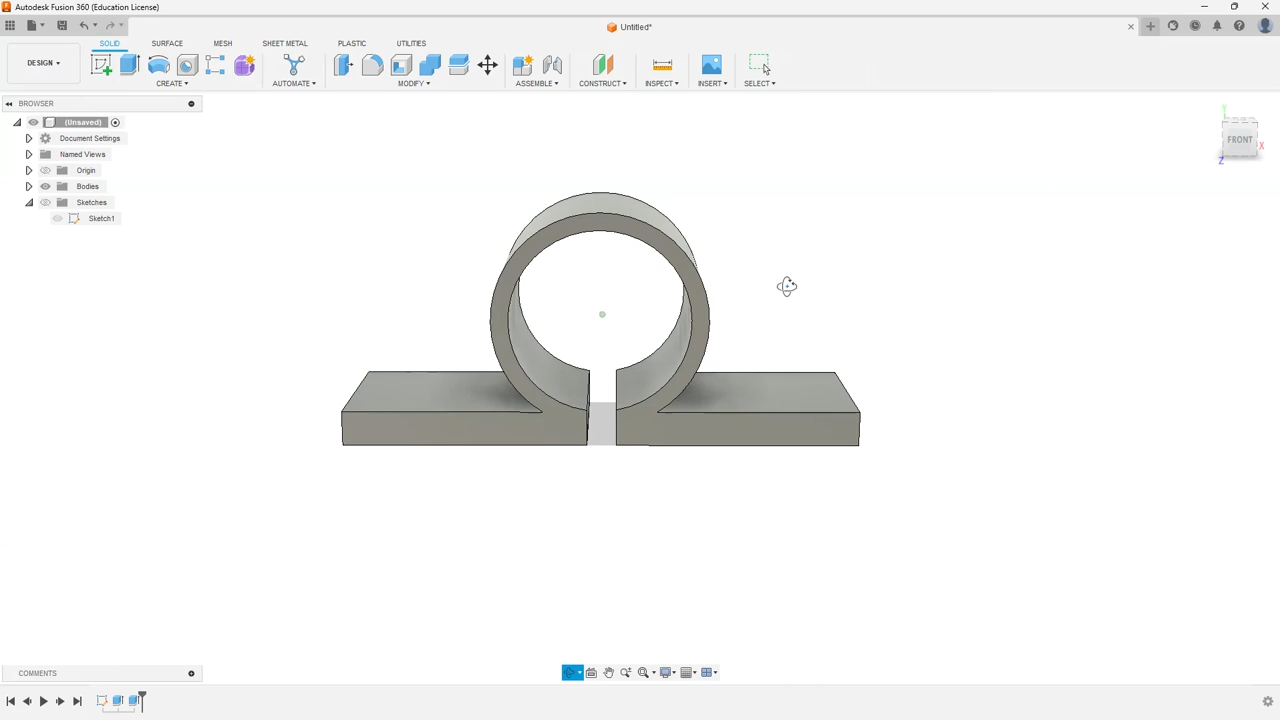 Autodesk Fusion 360 (Education License)
Untitled*
DESIGN
SOLID SURFACE MESH SHEET METAL PLASTIC UTILITIES
CREATE AUTOMATE MODIFY ASSEMBLE CONSTRUCT INSPECT INSERT SELECT
BROWSER
(Unsaved)
Document Settings
Named Views
Origin
Bodies
Sketches
Sketch1
Y
FRONT
X
Z
COMMENTS